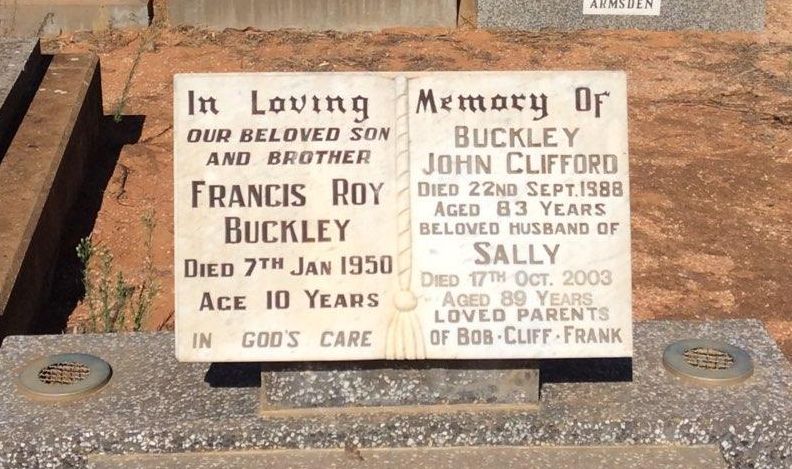 ARMSDEN
In Loving
OUR BELOVED SON
AND BROTHER
FRANCIS ROY
BUCKLEY
DIED 7TH JAN 1950
AGE 10 YEARS
IN GOD'S CARE
Memory Of
BUCKLEY
JOHN CLIFFORD
DIED 22ND SEPT. 1988
AGED 83 YEARS
BELOVED HUSBAND OF
SALLY
DIED 17TH OCT. 2003
AGED 89 YEARS
LOVED PARENTS
OF BOB·CLIFF·FRANK